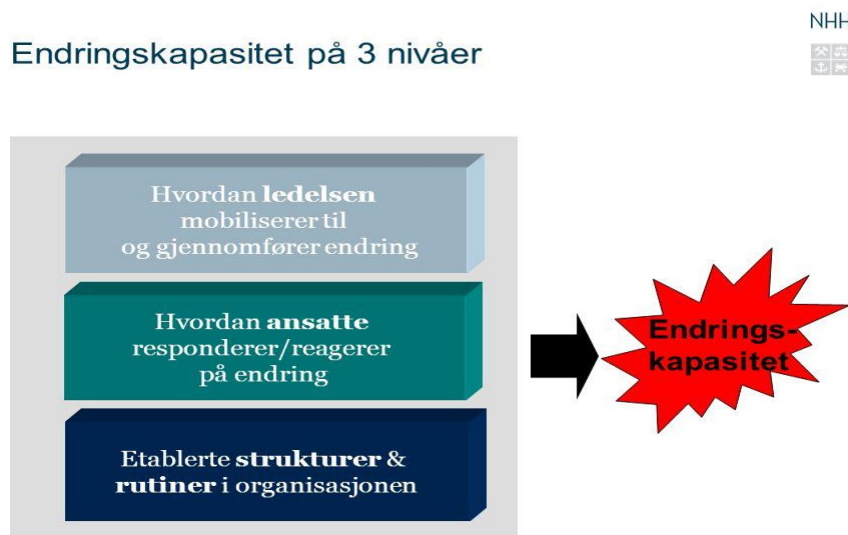 NHH
Endringskapasitet på 3 nivåer
Hvordan ledelsen
mobiliserer til
og gjennomfører endring
Hvordan ansatte
responderer/reagerer
på endring
Etablerte strukturer &
rutiner i organisasjonen
Endrings-
kapasitet